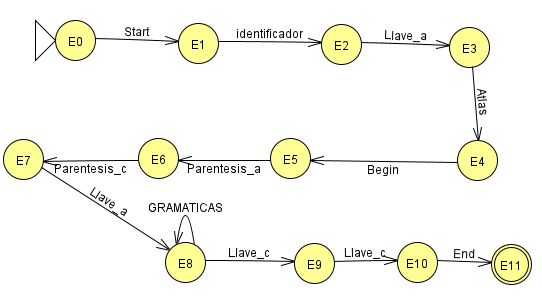 E0 Start E1 identificador E2 Llave_a E3
Atlas
E7 Parentesis_c E6 Parentesis_a E5 Begin E4
Llave_a
GRAMATICAS
E8 Llave_c E9 Llave_c E10 End E11